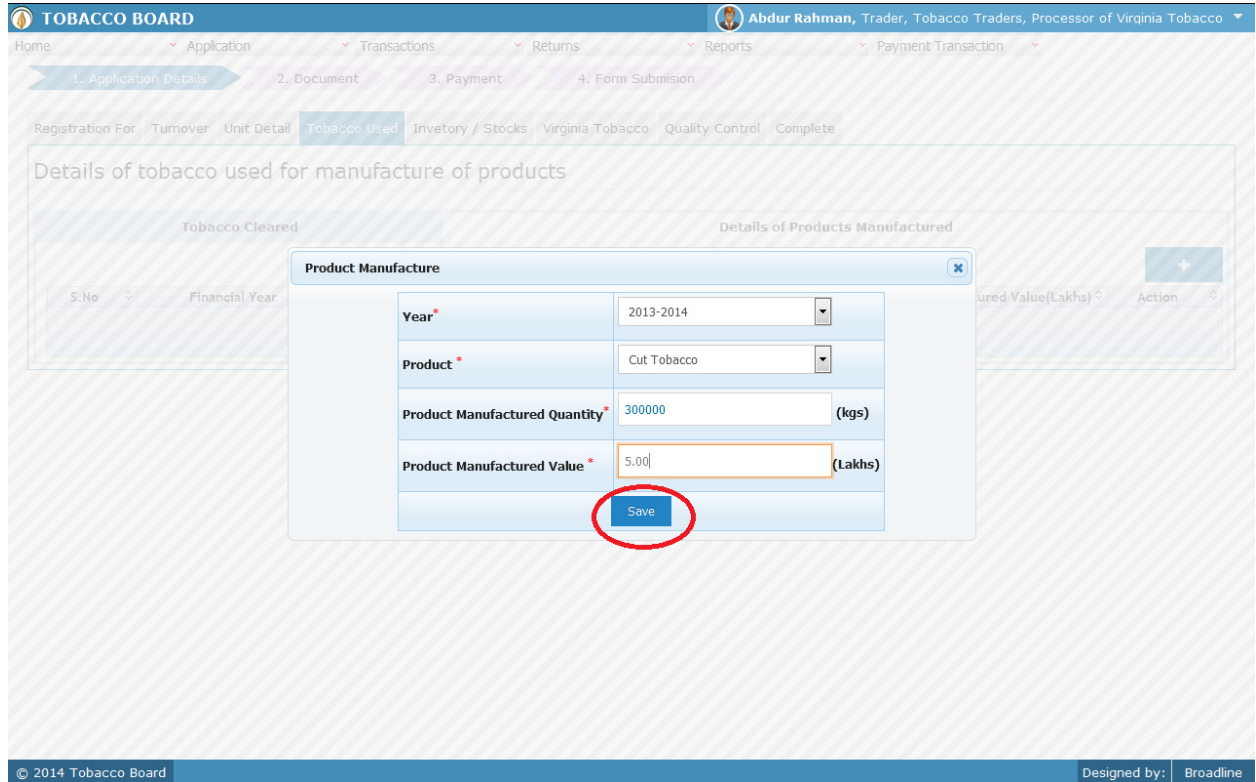 TOBACCO BOARD
Abdur Rahman, Trader, Tobacco Traders, Processor of Virginia Tobacco
Home Application Transactions Returns Reports Payment Transaction
1. Application Details 2. Document 3. Payment 4. Form Submision
Registration For Turnover Unit Detail Tobacco Used Invetory / Stocks Virginia Tobacco Quality Control Complete
Details of tobacco used for manufacture of products
Tobacco Cleared Details of Products Manufactured
Product Manufacture
+
S.No Financial Year ured Value(Lakhs) Action
Year* 2013-2014
Product * Cut Tobacco
Product Manufactured Quantity* 300000 (kgs)
Product Manufactured Value * 5.00 (Lakhs)
Save
© 2014 Tobacco Board Designed by: Broadline